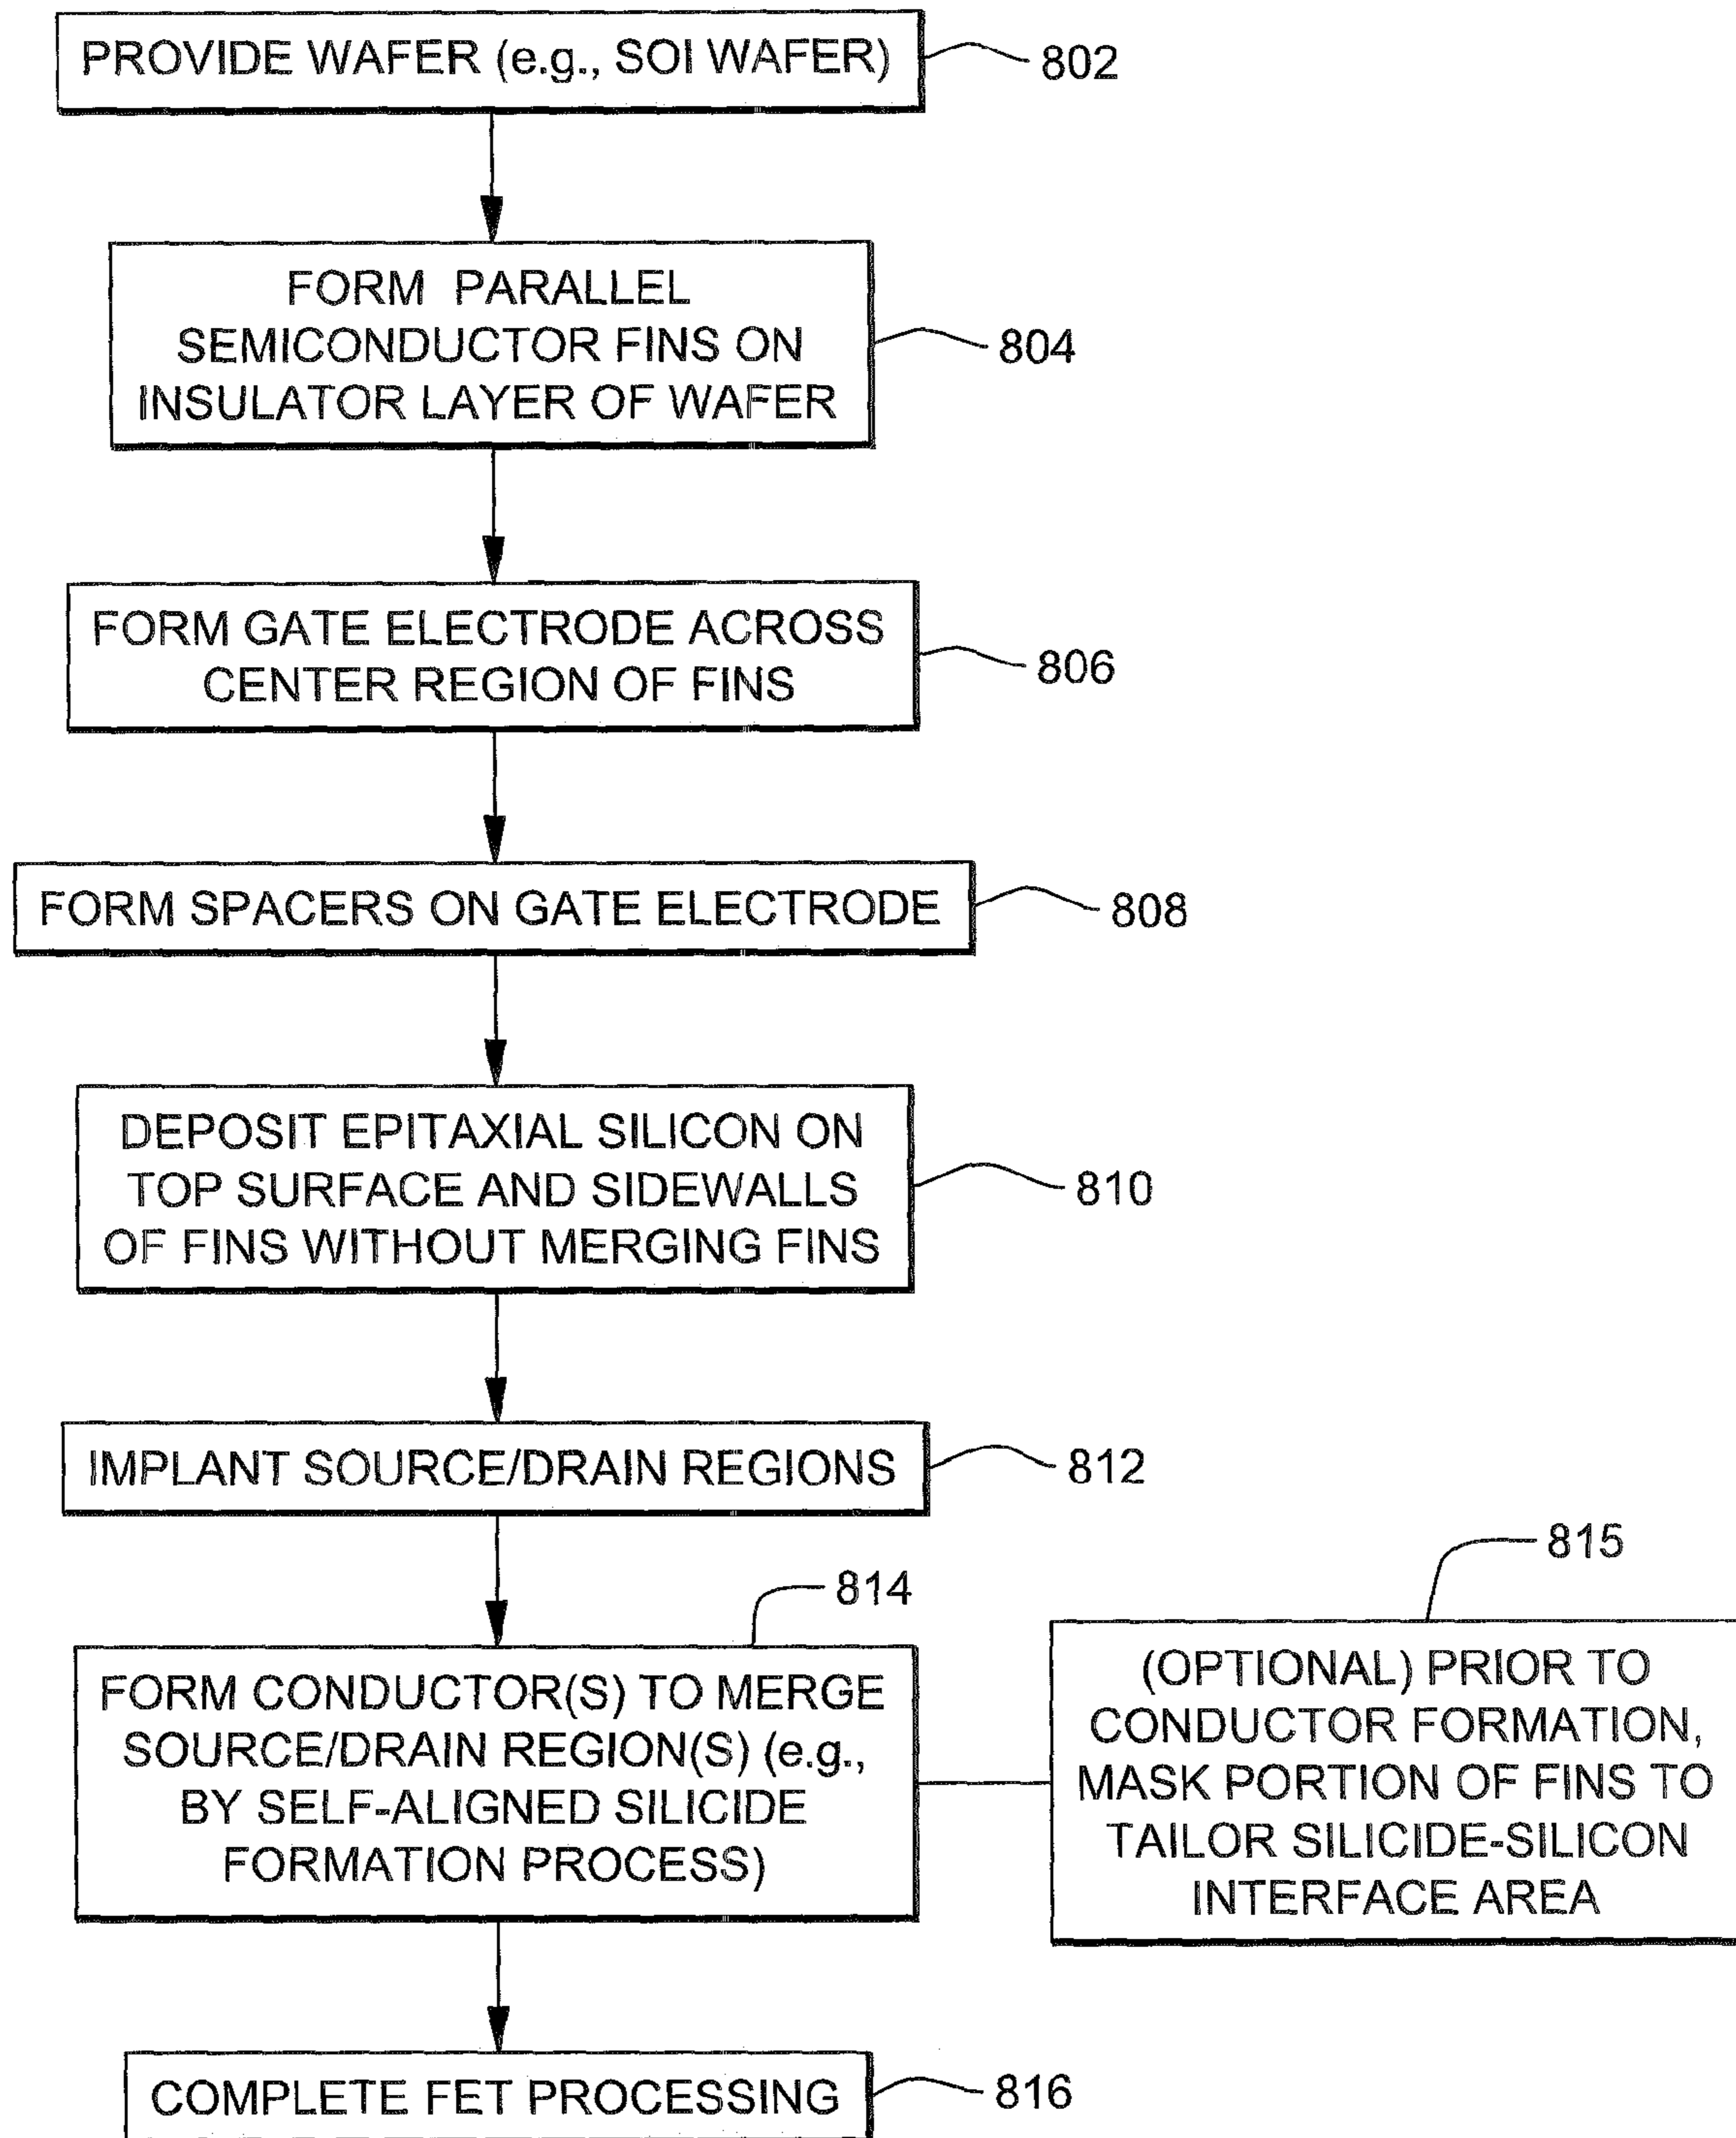 PROVIDE WAFER (e.g., SOI WAFER)
802
FORM PARALLEL
SEMICONDUCTOR FINS ON
INSULATOR LAYER OF WAFER
804
FORM GATE ELECTRODE ACROSS
CENTER REGION OF FINS
806
FORM SPACERS ON GATE ELECTRODE
808
DEPOSIT EPITAXIAL SILICON ON
TOP SURFACE AND SIDEWALLS
OF FINS WITHOUT MERGING FINS
810
IMPLANT SOURCE/DRAIN REGIONS
812
814
FORM CONDUCTOR(S) TO MERGE
SOURCE/DRAIN REGION(S) (e.g.,
BY SELF-ALIGNED SILICIDE
FORMATION PROCESS)
815
(OPTIONAL) PRIOR TO
CONDUCTOR FORMATION,
MASK PORTION OF FINS TO
TAILOR SILICIDE-SILICON
INTERFACE AREA
COMPLETE FET PROCESSING
816